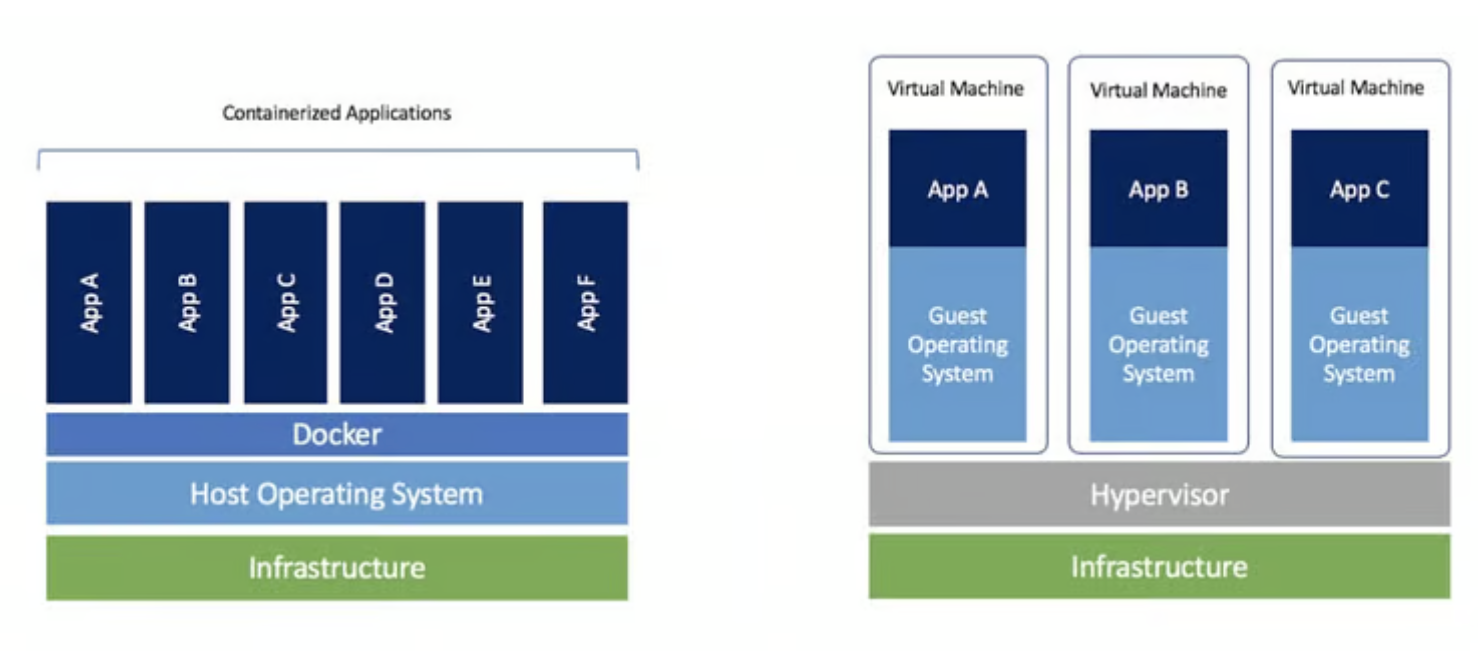 Containerized Applications
App A
App B
App C
App D
App E
App F
Docker
Host Operating System
Infrastructure
Virtual Machine
App A
Guest
Operating
System
Virtual Machine
App B
Guest
Operating
System
Virtual Machine
App C
Guest
Operating
System
Hypervisor
Infrastructure